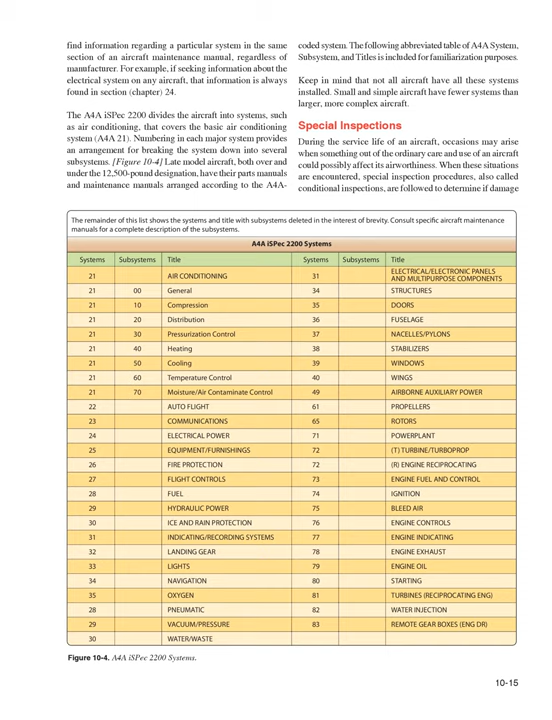 find information regarding a particular system in the same
section of an aircraft maintenance manual, regardless of
manufacturer. For example, if seeking information about the
electrical system on any aircraft, that information is always
found in section (chapter) 24.
The A4A iSPec 2200 divides the aircraft into systems, such
as air conditioning, that covers the basic air conditioning
system (A4A 21). Numbering in each major system provides
an arrangement for breaking the system down into several
subsystems. [Figure 10-4] Late model aircraft, both over and
under the 12,500-pound designation, have their parts manuals
and maintenance manuals arranged according to the A4A-
coded system. The following abbreviated table of A4A System,
Subsystem, and Titles is included for familiarization purposes.
Keep in mind that not all aircraft have all these systems
installed. Small and simple aircraft have fewer systems than
larger, more complex aircraft.
Special Inspections
During the service life of an aircraft, occasions may arise
when something out of the ordinary care and use of an aircraft
could possibly affect its airworthiness. When these situations
are encountered, special inspection procedures, also called
conditional inspections, are followed to determine if damage
The remainder of this list shows the systems and title with subsystems deleted in the interest of brevity. Consult specific aircraft maintenance
manuals for a complete description of the subsystems.
A4A iSPec 2200 Systems
Systems Subsystems Title Systems Subsystems Title
21 AIR CONDITIONING 31 ELECTRICAL/ELECTRONIC PANELS
AND MULTIPURPOSE COMPONENTS
21 00 General 34 STRUCTURES
21 10 Compression 35 DOORS
21 20 Distribution 36 FUSELAGE
21 30 Pressurization Control 37 NACELLES/PYLONS
21 40 Heating 38 STABILIZERS
21 50 Cooling 39 WINDOWS
21 60 Temperature Control 40 WINGS
21 70 Moisture/Air Contaminate Control 49 AIRBORNE AUXILIARY POWER
22 AUTO FLIGHT 61 PROPELLERS
23 COMMUNICATIONS 65 ROTORS
24 ELECTRICAL POWER 71 POWERPLANT
25 EQUIPMENT/FURNISHINGS 72 (T) TURBINE/TURBOPROP
26 FIRE PROTECTION 72 (R) ENGINE RECIPROCATING
27 FLIGHT CONTROLS 73 ENGINE FUEL AND CONTROL
28 FUEL 74 IGNITION
29 HYDRAULIC POWER 75 BLEED AIR
30 ICE AND RAIN PROTECTION 76 ENGINE CONTROLS
31 INDICATING/RECORDING SYSTEMS 77 ENGINE INDICATING
32 LANDING GEAR 78 ENGINE EXHAUST
33 LIGHTS 79 ENGINE OIL
34 NAVIGATION 80 STARTING
35 OXYGEN 81 TURBINES (RECIPROCATING ENG)
28 PNEUMATIC 82 WATER INJECTION
29 VACUUM/PRESSURE 83 REMOTE GEAR BOXES (ENG DR)
30 WATER/WASTE
Figure 10-4. A4A iSPec 2200 Systems.
10-15